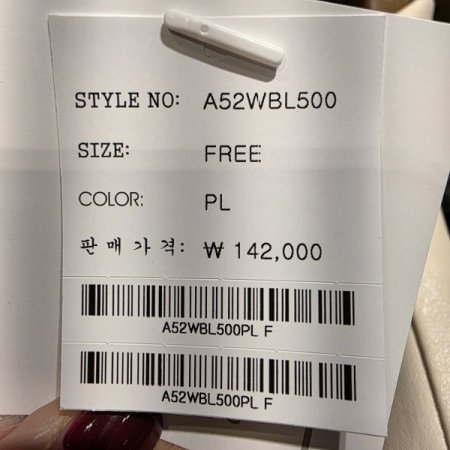 STYLE NO: A52WBL500
SIZE: FREE
COLOR: PL
판매가격: ₩ 142,000
A52WBL500PL F
A52WBL500PL F